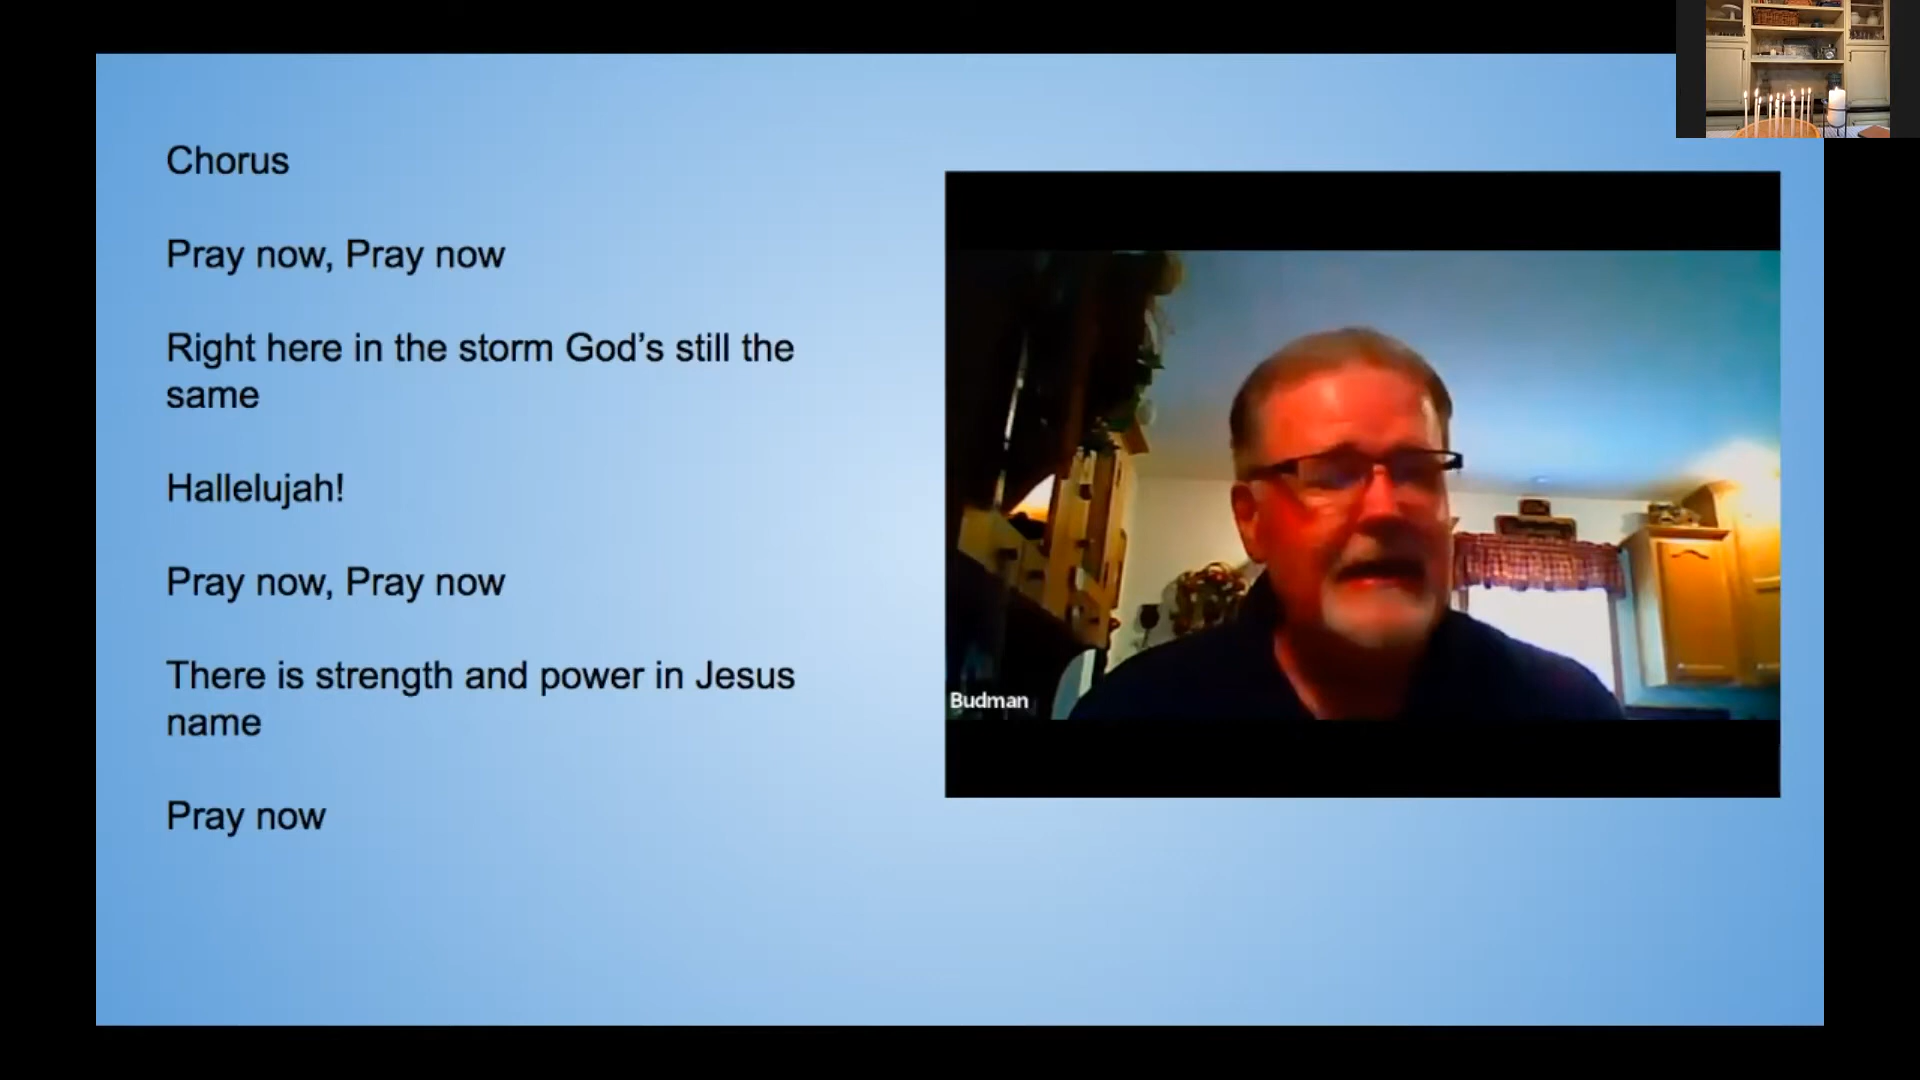 Chorus
Pray now, Pray now
Right here in the storm God’s still the
same
Hallelujah!
Pray now, Pray now
There is strength and power in Jesus
name
Pray now
Budman